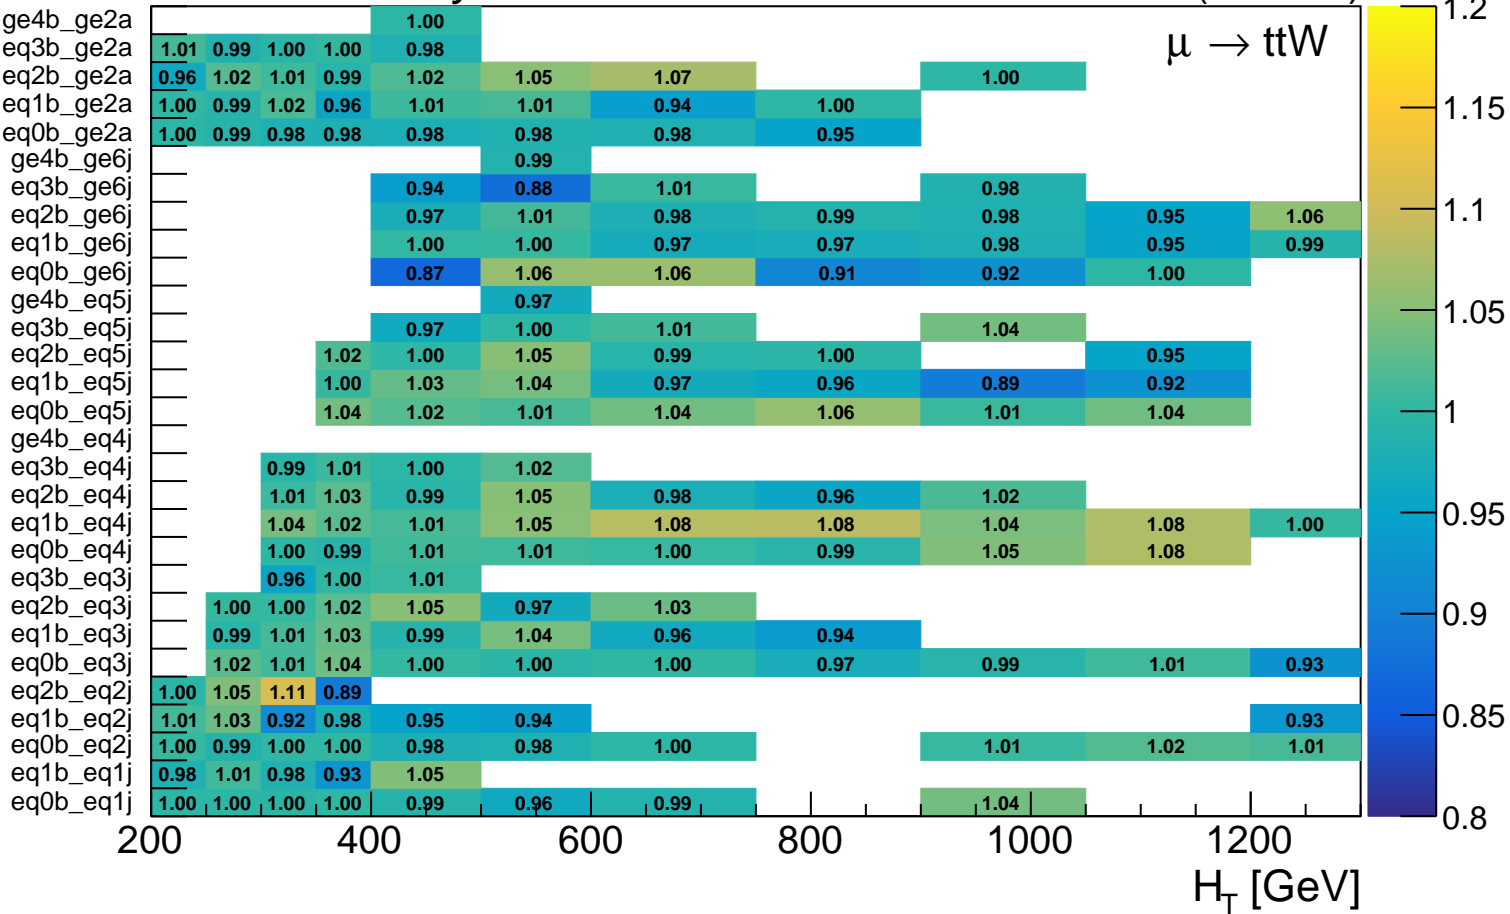 y (
μ → ttW
ge4b_ge2a 1.00
eq3b_ge2a 1.01 0.99 1.00 1.00 0.98
eq2b_ge2a 0.96 1.02 1.01 0.99 1.02 1.05 1.07 1.00
eq1b_ge2a 1.00 0.99 1.02 0.96 1.01 1.01 0.94 1.00
eq0b_ge2a 1.00 0.99 0.98 0.98 0.98 0.98 0.98 0.95
ge4b_ge6j 0.99
eq3b_ge6j 0.94 0.88 1.01 0.98
eq2b_ge6j 0.97 1.01 0.98 0.99 0.98 0.95 1.06
eq1b_ge6j 1.00 1.00 0.97 0.97 0.98 0.95 0.99
eq0b_ge6j 0.87 1.06 1.06 0.91 0.92 1.00
ge4b_eq5j 0.97
eq3b_eq5j 0.97 1.00 1.01 1.04
eq2b_eq5j 1.02 1.00 1.05 0.99 1.00 0.95
eq1b_eq5j 1.00 1.03 1.04 0.97 0.96 0.89 0.92
eq0b_eq5j 1.04 1.02 1.01 1.04 1.06 1.01 1.04
ge4b_eq4j
eq3b_eq4j 0.99 1.01 1.00 1.02
eq2b_eq4j 1.01 1.03 0.99 1.05 0.98 0.96 1.02
eq1b_eq4j 1.04 1.02 1.01 1.05 1.08 1.08 1.04 1.08 1.00
eq0b_eq4j 1.00 0.99 1.01 1.01 1.00 0.99 1.05 1.08
eq3b_eq3j 0.96 1.00 1.01
eq2b_eq3j 1.00 1.00 1.02 1.05 0.97 1.03
eq1b_eq3j 0.99 1.01 1.03 0.99 1.04 0.96 0.94
eq0b_eq3j 1.02 1.01 1.04 1.00 1.00 1.00 0.97 0.99 1.01 0.93
eq2b_eq2j 1.00 1.05 1.11 0.89
eq1b_eq2j 1.01 1.03 0.92 0.98 0.95 0.94 0.93
eq0b_eq2j 1.00 0.99 1.00 1.00 0.98 0.98 1.00 1.01 1.02 1.01
eq1b_eq1j 0.98 1.01 0.98 0.93 1.05
eq0b_eq1j 1.00 1.00 1.00 1.00 0.99 0.96 0.99 1.04
200 400 600 800 1000 1200
H_T [GeV]
1.2
1.15
1.1
1.05
1
0.95
0.9
0.85
0.8